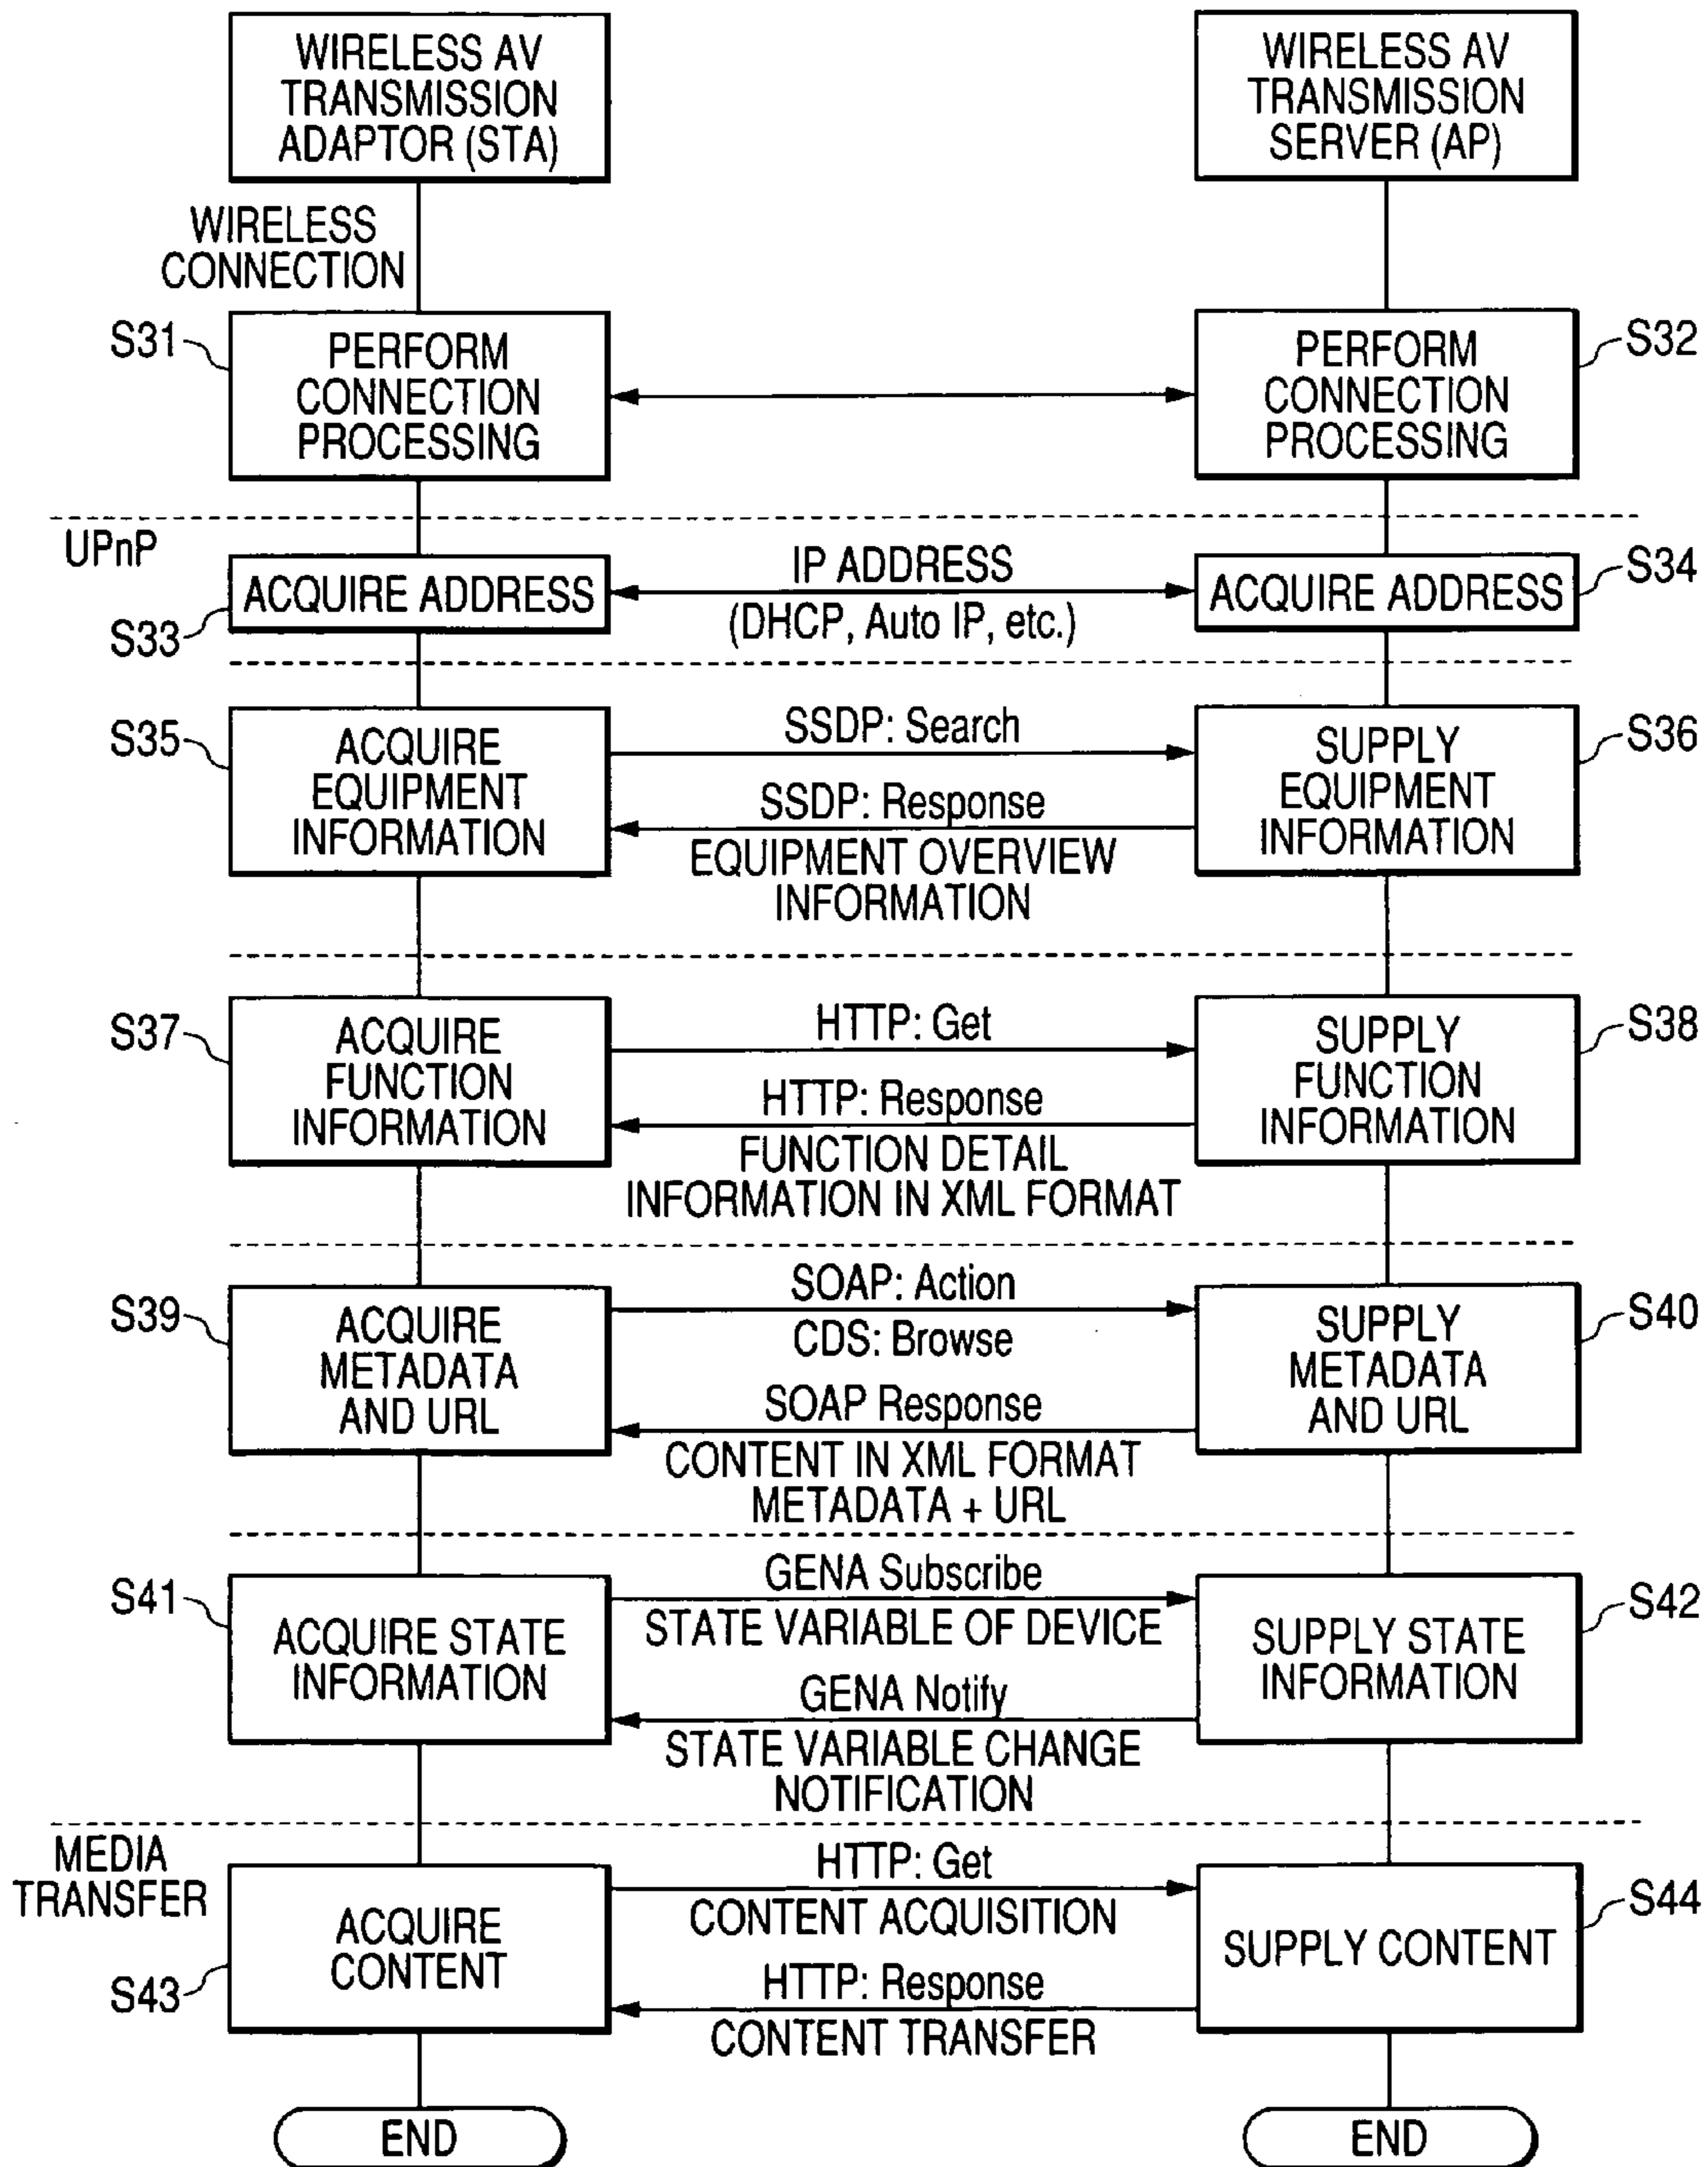 WIRELESS AV
TRANSMISSION
ADAPTOR (STA)
WIRELESS AV
TRANSMISSION
SERVER (AP)
WIRELESS
CONNECTION
S31
PERFORM
CONNECTION
PROCESSING
PERFORM
CONNECTION
PROCESSING
S32
UPnP
ACQUIRE ADDRESS
S33
IP ADDRESS
(DHCP, Auto IP, etc.)
ACQUIRE ADDRESS
S34
S35
ACQUIRE
EQUIPMENT
INFORMATION
SSDP: Search
SSDP: Response
EQUIPMENT OVERVIEW
INFORMATION
SUPPLY
EQUIPMENT
INFORMATION
S36
S37
ACQUIRE
FUNCTION
INFORMATION
HTTP: Get
HTTP: Response
FUNCTION DETAIL
INFORMATION IN XML FORMAT
SUPPLY
FUNCTION
INFORMATION
S38
S39
ACQUIRE
METADATA
AND URL
SOAP: Action
CDS: Browse
SOAP Response
CONTENT IN XML FORMAT
METADATA + URL
SUPPLY
METADATA
AND URL
S40
S41
ACQUIRE STATE
INFORMATION
GENA Subscribe
STATE VARIABLE OF DEVICE
GENA Notify
STATE VARIABLE CHANGE
NOTIFICATION
SUPPLY STATE
INFORMATION
S42
MEDIA
TRANSFER
ACQUIRE
CONTENT
S43
HTTP: Get
CONTENT ACQUISITION
HTTP: Response
CONTENT TRANSFER
SUPPLY CONTENT
S44
END
END